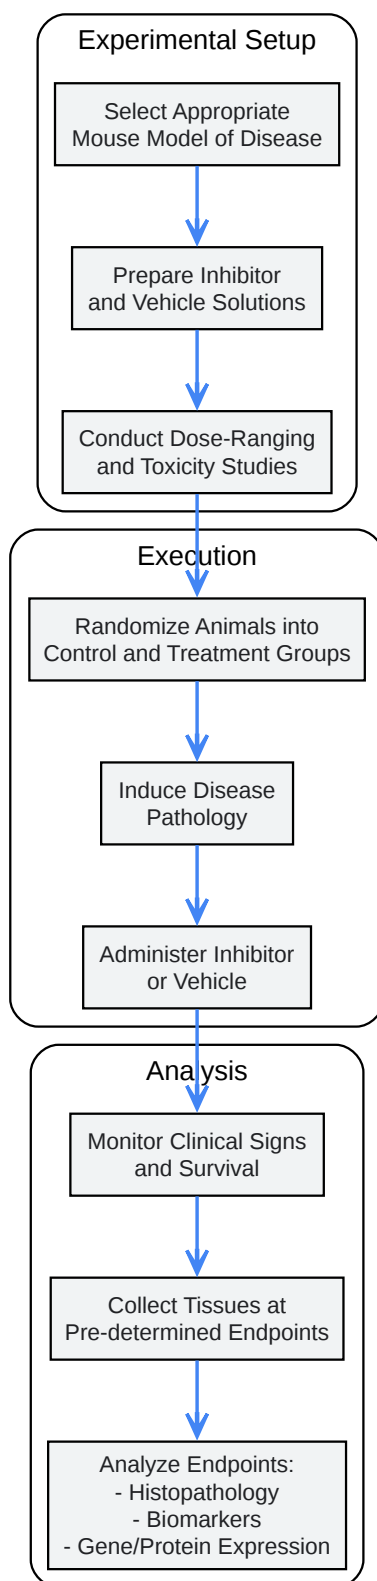 Experimental Setup
Select Appropriate
Mouse Model of Disease
Prepare Inhibitor
and Vehicle Solutions
Conduct Dose-Ranging
and Toxicity Studies
Execution
Randomize Animals into
Control and Treatment Groups
Induce Disease
Pathology
Administer Inhibitor
or Vehicle
Analysis
Monitor Clinical Signs
and Survival
Collect Tissues at
Pre-determined Endpoints
Analyze Endpoints:
- Histopathology
- Biomarkers
- Gene/Protein Expression